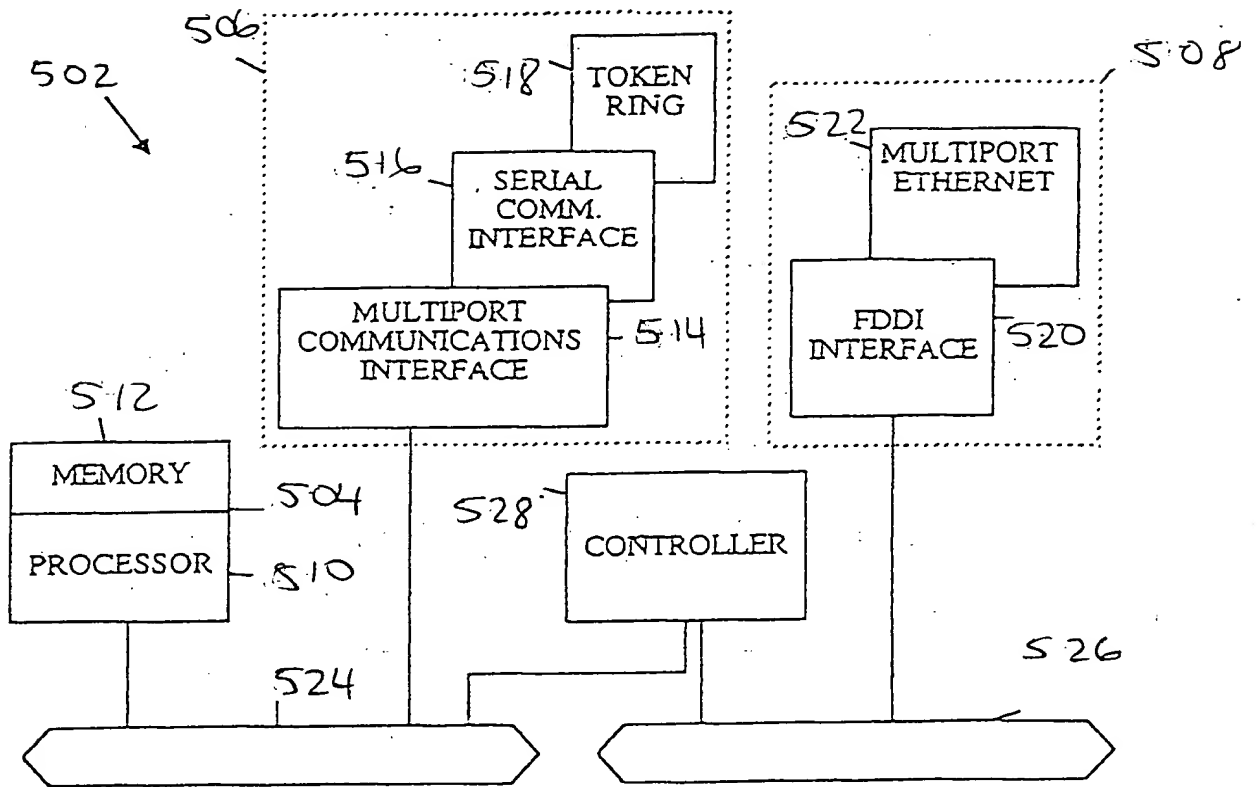 506
518
TOKEN
RING
508
502
522
MULTIPORT
ETHERNET
516
SERIAL
COMM.
INTERFACE
MULTIPORT
COMMUNICATIONS
INTERFACE
514
FDDI
INTERFACE
520
512
MEMORY
504
PROCESSOR
510
528
CONTROLLER
524
526